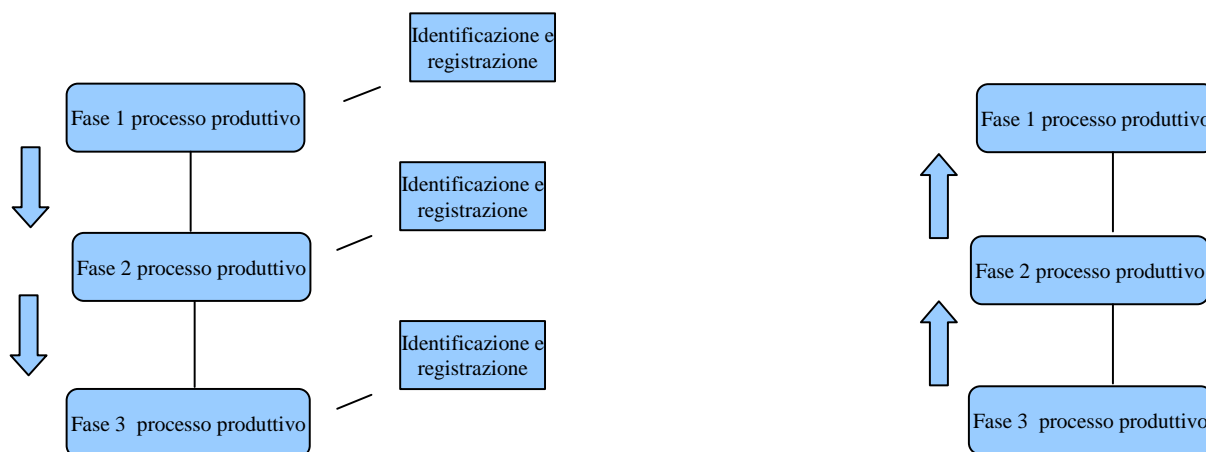 Identificazione e
registrazione
Fase 1 processo produttivo
Identificazione e
registrazione
Fase 2 processo produttivo
Identificazione e
registrazione
Fase 3 processo produttivo
Fase 1 processo produttivo
Fase 2 processo produttivo
Fase 3 processo produttivo